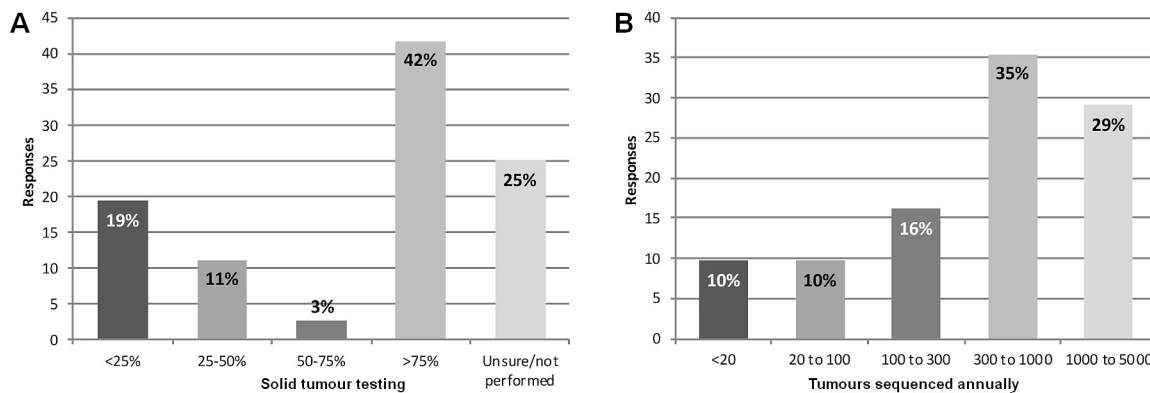 A
45
40
35
30
25
20
15
10
5
0
Responses
19%
11%
3%
42%
25%
<25%
25-50%
50-75%
>75%
Unsure/not
performed
Solid tumour testing
B
40
35
30
25
20
15
10
5
0
Responses
10%
10%
16%
35%
29%
<20
20 to 100
100 to 300
300 to 1000
1000 to 5000
Tumours sequenced annually